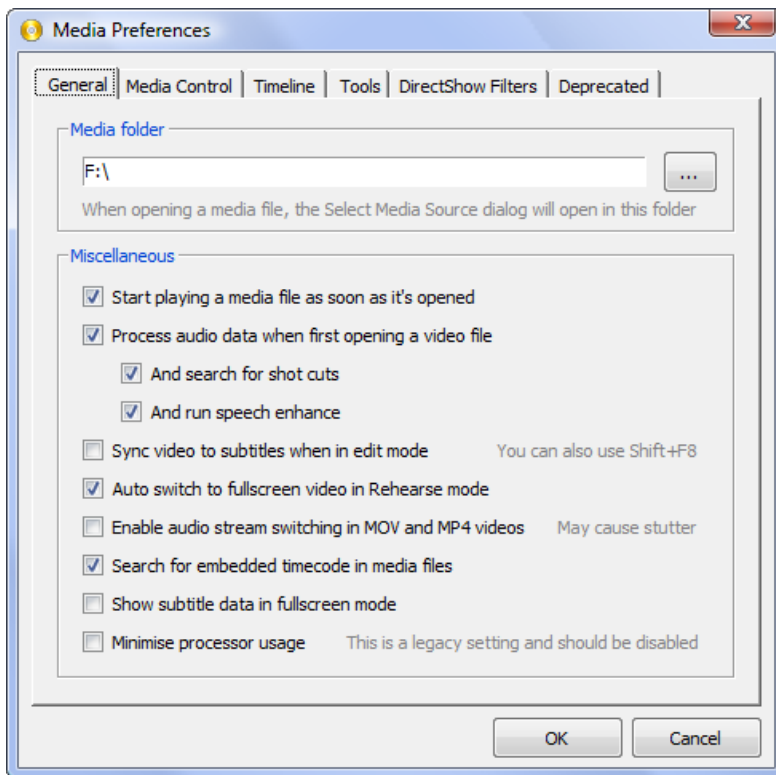 Media Preferences
General Media Control Timeline Tools DirectShow Filters Deprecated
Media folder
F:\
...
When opening a media file, the Select Media Source dialog will open in this folder
Miscellaneous
Start playing a media file as soon as it's opened
Process audio data when first opening a video file
And search for shot cuts
And run speech enhance
Sync video to subtitles when in edit mode You can also use Shift+F8
Auto switch to fullscreen video in Rehearse mode
Enable audio stream switching in MOV and MP4 videos May cause stutter
Search for embedded timecode in media files
Show subtitle data in fullscreen mode
Minimise processor usage This is a legacy setting and should be disabled
OK Cancel